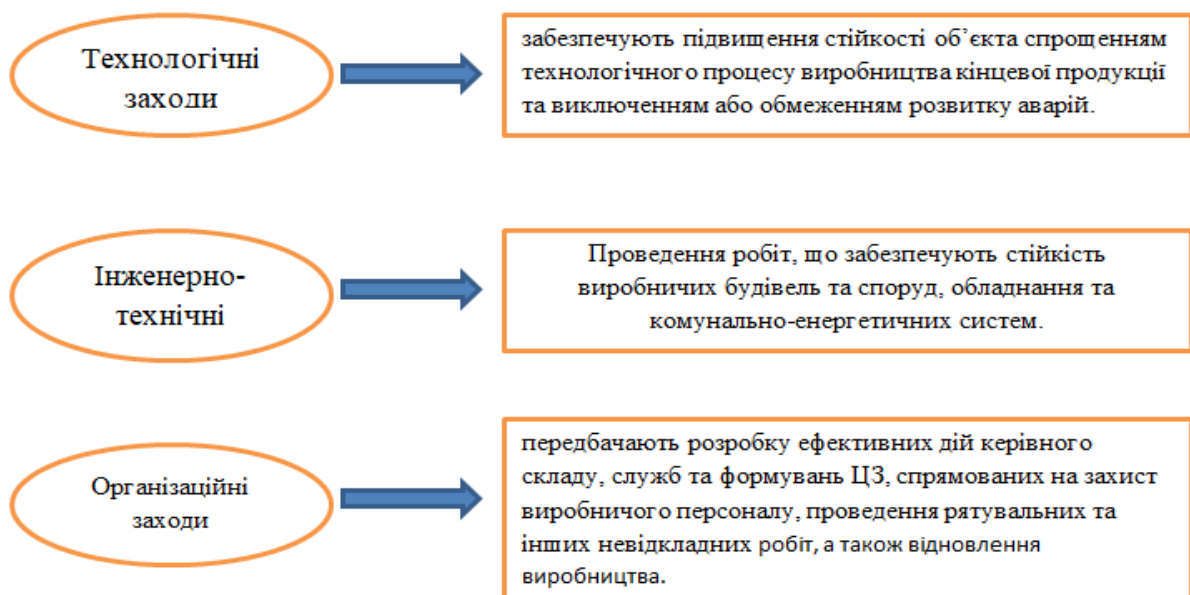 Технологічні
заходи
забезпечують підвищення стійкості об’єкта спрощенням
технологічного процесу виробництва кінцевої продукції
та виключенням або обмеженням розвитку аварій.
Інженерно-
технічні
Проведення робіт, що забезпечують стійкість
виробничих будівель та споруд, обладнання та
комунально-енергетичних систем.
Організаційні
заходи
передбачають розробку ефективних дій керівного
складу, служб та формувань ЦЗ, спрямованих на захист
виробничого персоналу, проведення рятувальних та
інших невідкладних робіт, а також відновлення
виробництва.